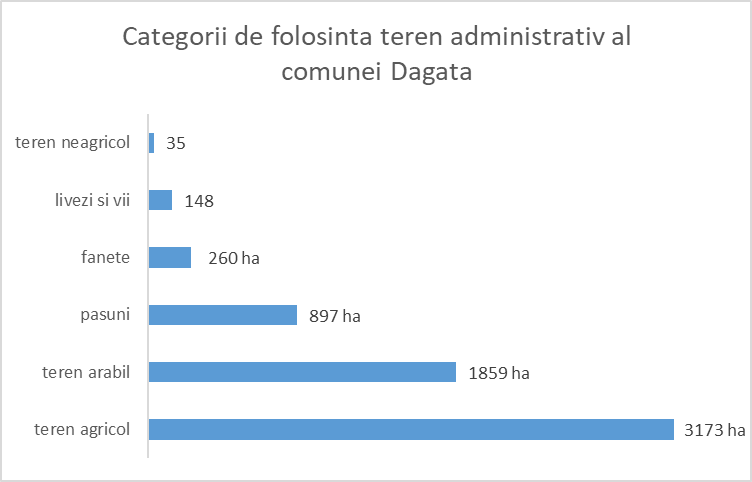 Categorii de folosinta teren administrativ al
comunei Dagata
teren neagricol 35
livezi si vii 148
fanete 260 ha
pasuni 897 ha
teren arabil 1859 ha
teren agricol 3173 ha